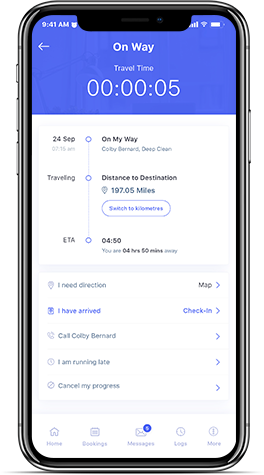 9:41 AM
On Way
Travel Time
00:00:05
24 Sep
On My Way
07:15 am
Colby Bernard, Deep Clean
Traveling
Distance to Destination
197.05 Miles
Switch to kilometres
ETA
04:50
You are 04 hrs 50 mins away
I need direction
Map
I have arrived
Check-In
Call Colby Bernard
I am running late
Cancel my progress
Home
Bookings
Messages
Logs
More